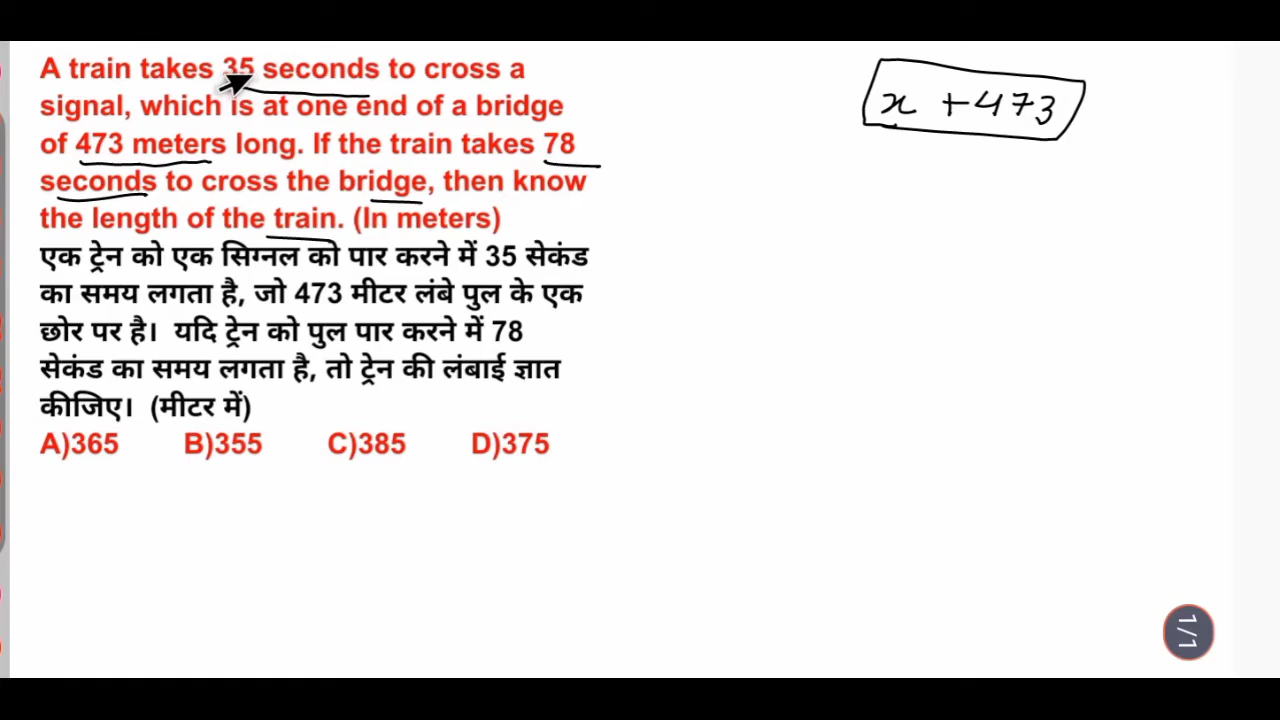 A train takes 35 seconds to cross a
signal, which is at one end of a bridge
of 473 meters long. If the train takes 78
seconds to cross the bridge, then know
the length of the train. (In meters)
एक ट्रेन को एक सिग्नल को पार करने में 35 सेकंड
का समय लगता है, जो 473 मीटर लंबे पुल के एक
छोर पर है। यदि ट्रेन को पुल पार करने में 78
सेकंड का समय लगता है, तो ट्रेन की लंबाई ज्ञात
कीजिए। (मीटर में)
A)365 B)355 C)385 D)375
x + 473
1/1